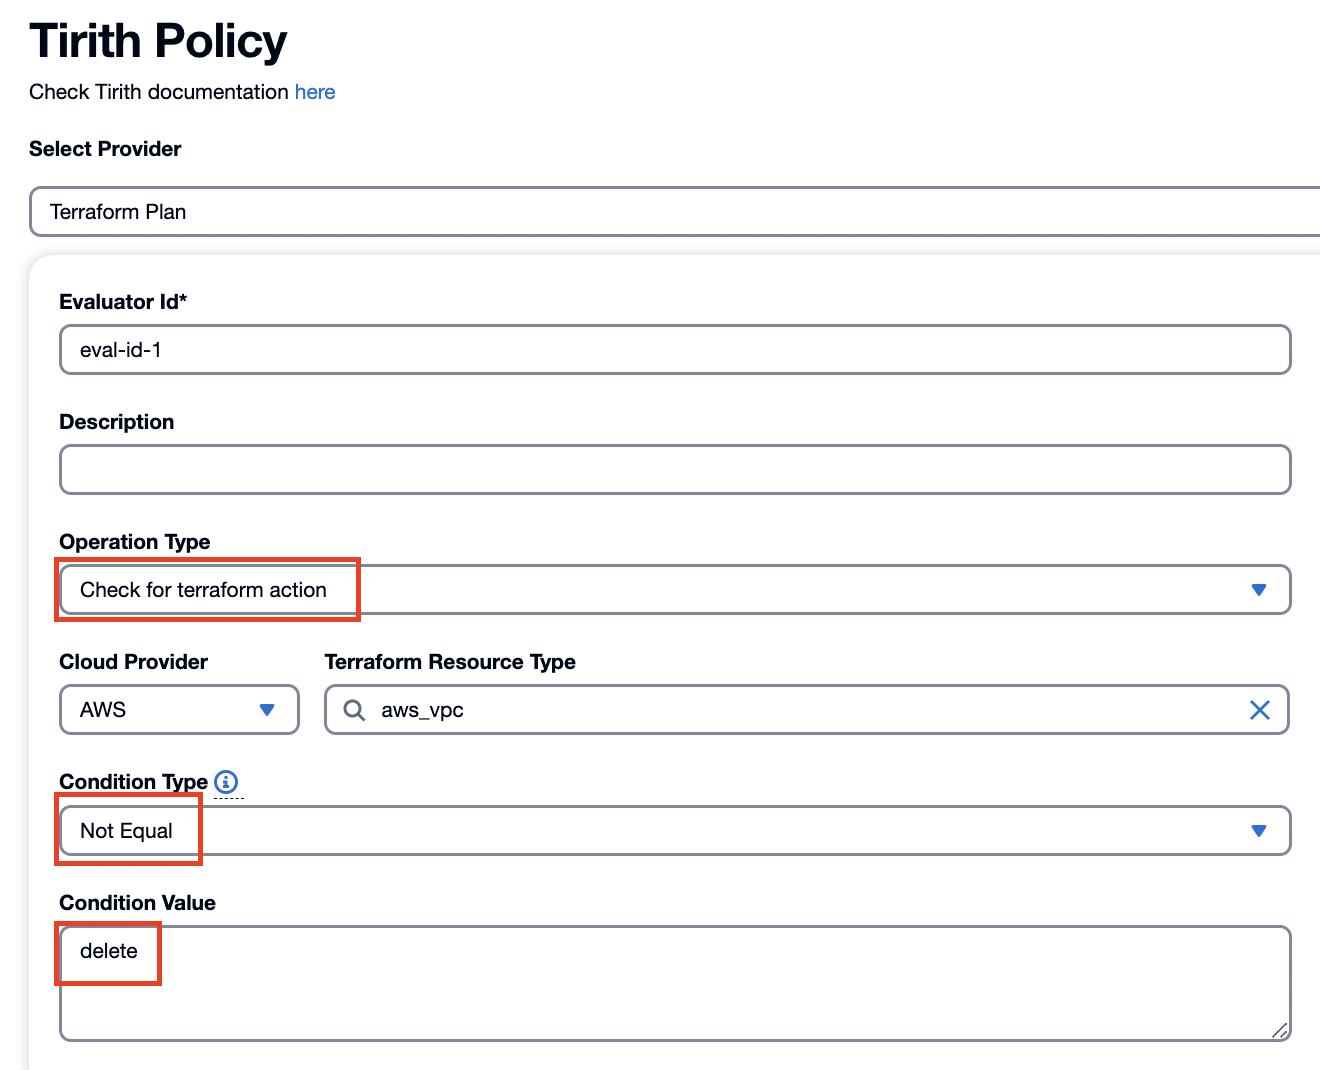 Tirith Policy
Check Tirith documentation here
Select Provider
Terraform Plan
Evaluator Id*
eval-id-1
Description
Operation Type
Check for terraform action
Cloud Provider Terraform Resource Type
AWS aws_vpc
Condition Type
Not Equal
Condition Value
delete